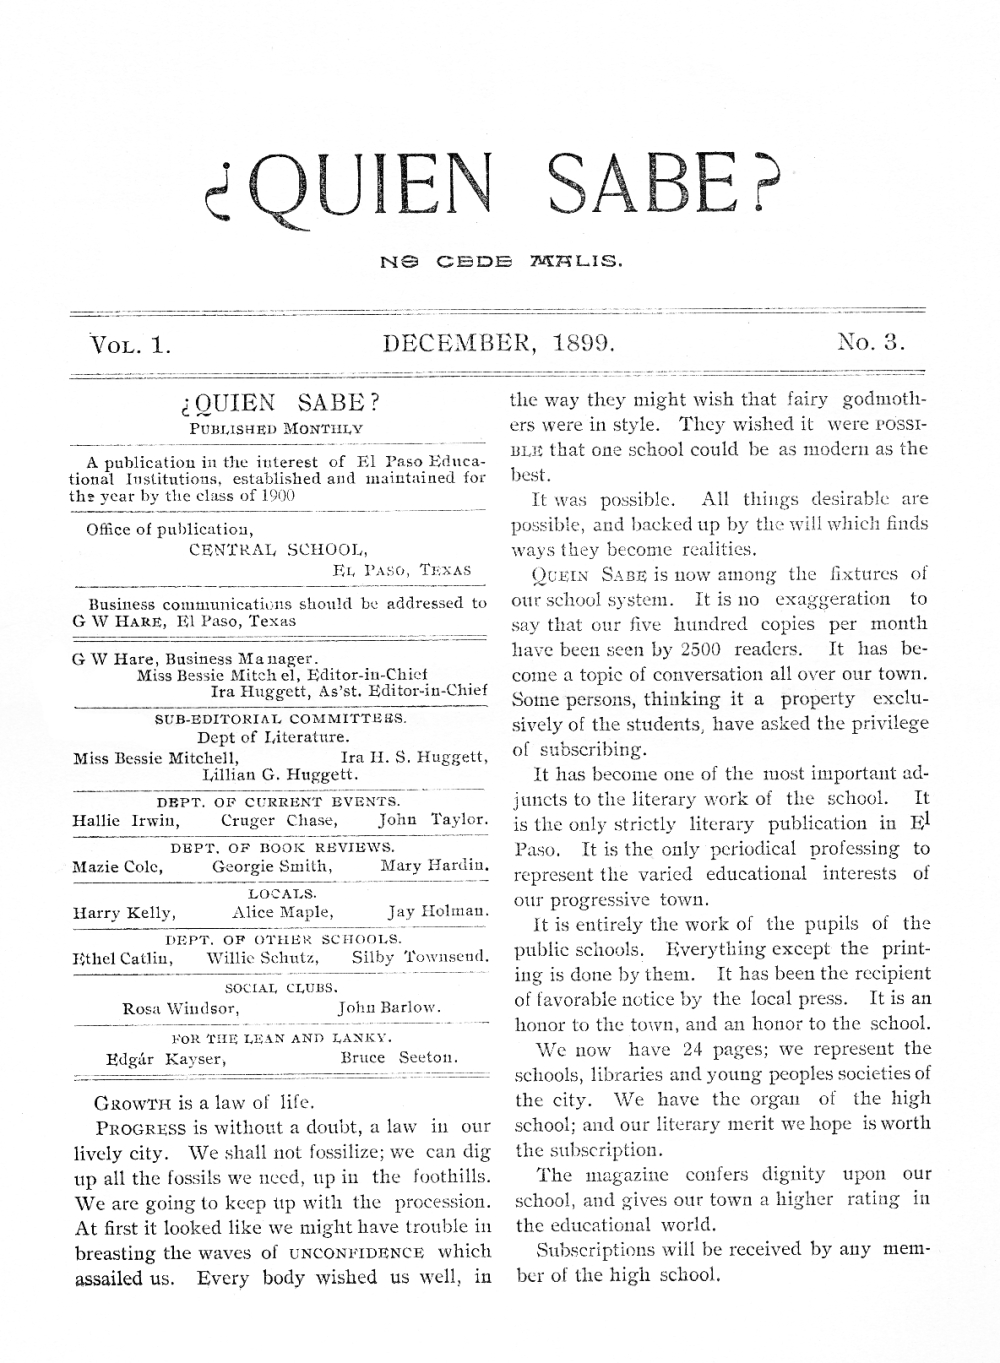 ¿QUIEN SABE?
NO CEDE MALIS.
VOL. 1. DECEMBER, 1899. No. 3.
¿QUIEN SABE?
PUBLISHED MONTHLY
A publication in the interest of El Paso Educa-
tional Institutions, established and maintained for
the year by the class of 1900
Office of publication,
CENTRAL SCHOOL,
EL PASO, TEXAS
Business communications should be addressed to
G W HARE, El Paso, Texas
G W Hare, Business Manager.
Miss Bessie Mitch el, Editor-in-Chief
Ira Huggett, As'st. Editor-in-Chief
SUB-EDITORIAL COMMITTEES.
Dept of Literature.
Miss Bessie Mitchell, Ira H. S. Huggett,
Lillian G. Huggett.
DEPT. OF CURRENT EVENTS.
Hallie Irwin, Cruger Chase, John Taylor.
DEPT. OF BOOK REVIEWS.
Mazie Cole, Georgie Smith, Mary Hardin.
LOCALS.
Harry Kelly, Alice Maple, Jay Holman.
DEPT. OF OTHER SCHOOLS.
Ethel Catlin, Willie Schutz, Silby Townsend.
SOCIAL CLUBS.
Rosa Windsor, John Barlow.
FOR THE LEAN AND LANKY.
Edgár Kayser, Bruce Seeton.
GROWTH is a law of life.
PROGRESS is without a doubt, a law in our
lively city. We shall not fossilize; we can dig
up all the fossils we need, up in the foothills.
We are going to keep up with the procession.
At first it looked like we might have trouble in
breasting the waves of UNCONFIDENCE which
assailed us. Every body wished us well, in
the way they might wish that fairy godmoth-
ers were in style. They wished it were POSSI-
BLE that one school could be as modern as the
best.
It was possible. All things desirable are
possible, and backed up by the will which finds
ways they become realities.
QUEIN SABE is now among the fixtures of
our school system. It is no exaggeration to
say that our five hundred copies per month
have been seen by 2500 readers. It has be-
come a topic of conversation all over our town.
Some persons, thinking it a property exclu-
sively of the students, have asked the privilege
of subscribing.
It has become one of the most important ad-
juncts to the literary work of the school. It
is the only strictly literary publication in El
Paso. It is the only periodical professing to
represent the varied educational interests of
our progressive town.
It is entirely the work of the pupils of the
public schools. Everything except the print-
ing is done by them. It has been the recipient
of favorable notice by the local press. It is an
honor to the town, and an honor to the school.
We now have 24 pages; we represent the
schools, libraries and young peoples societies of
the city. We have the organ of the high
school; and our literary merit we hope is worth
the subscription.
The magazine confers dignity upon our
school, and gives our town a higher rating in
the educational world.
Subscriptions will be received by any mem-
ber of the high school.